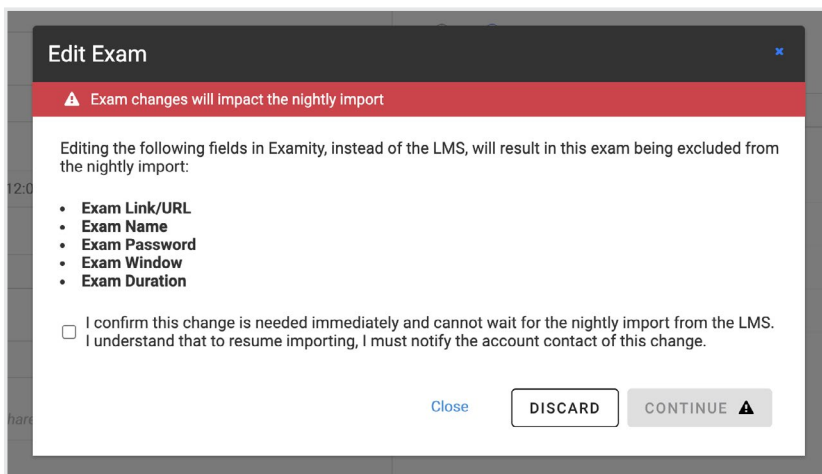 Edit Exam
Exam changes will impact the nightly import
Editing the following fields in Examity, instead of the LMS, will result in this exam being excluded from
the nightly import:
12:0
• Exam Link/URL
• Exam Name
• Exam Password
• Exam Window
• Exam Duration
I confirm this change is needed immediately and cannot wait for the nightly import from the LMS.
I understand that to resume importing, I must notify the account contact of this change.
Close DISCARD CONTINUE
hare